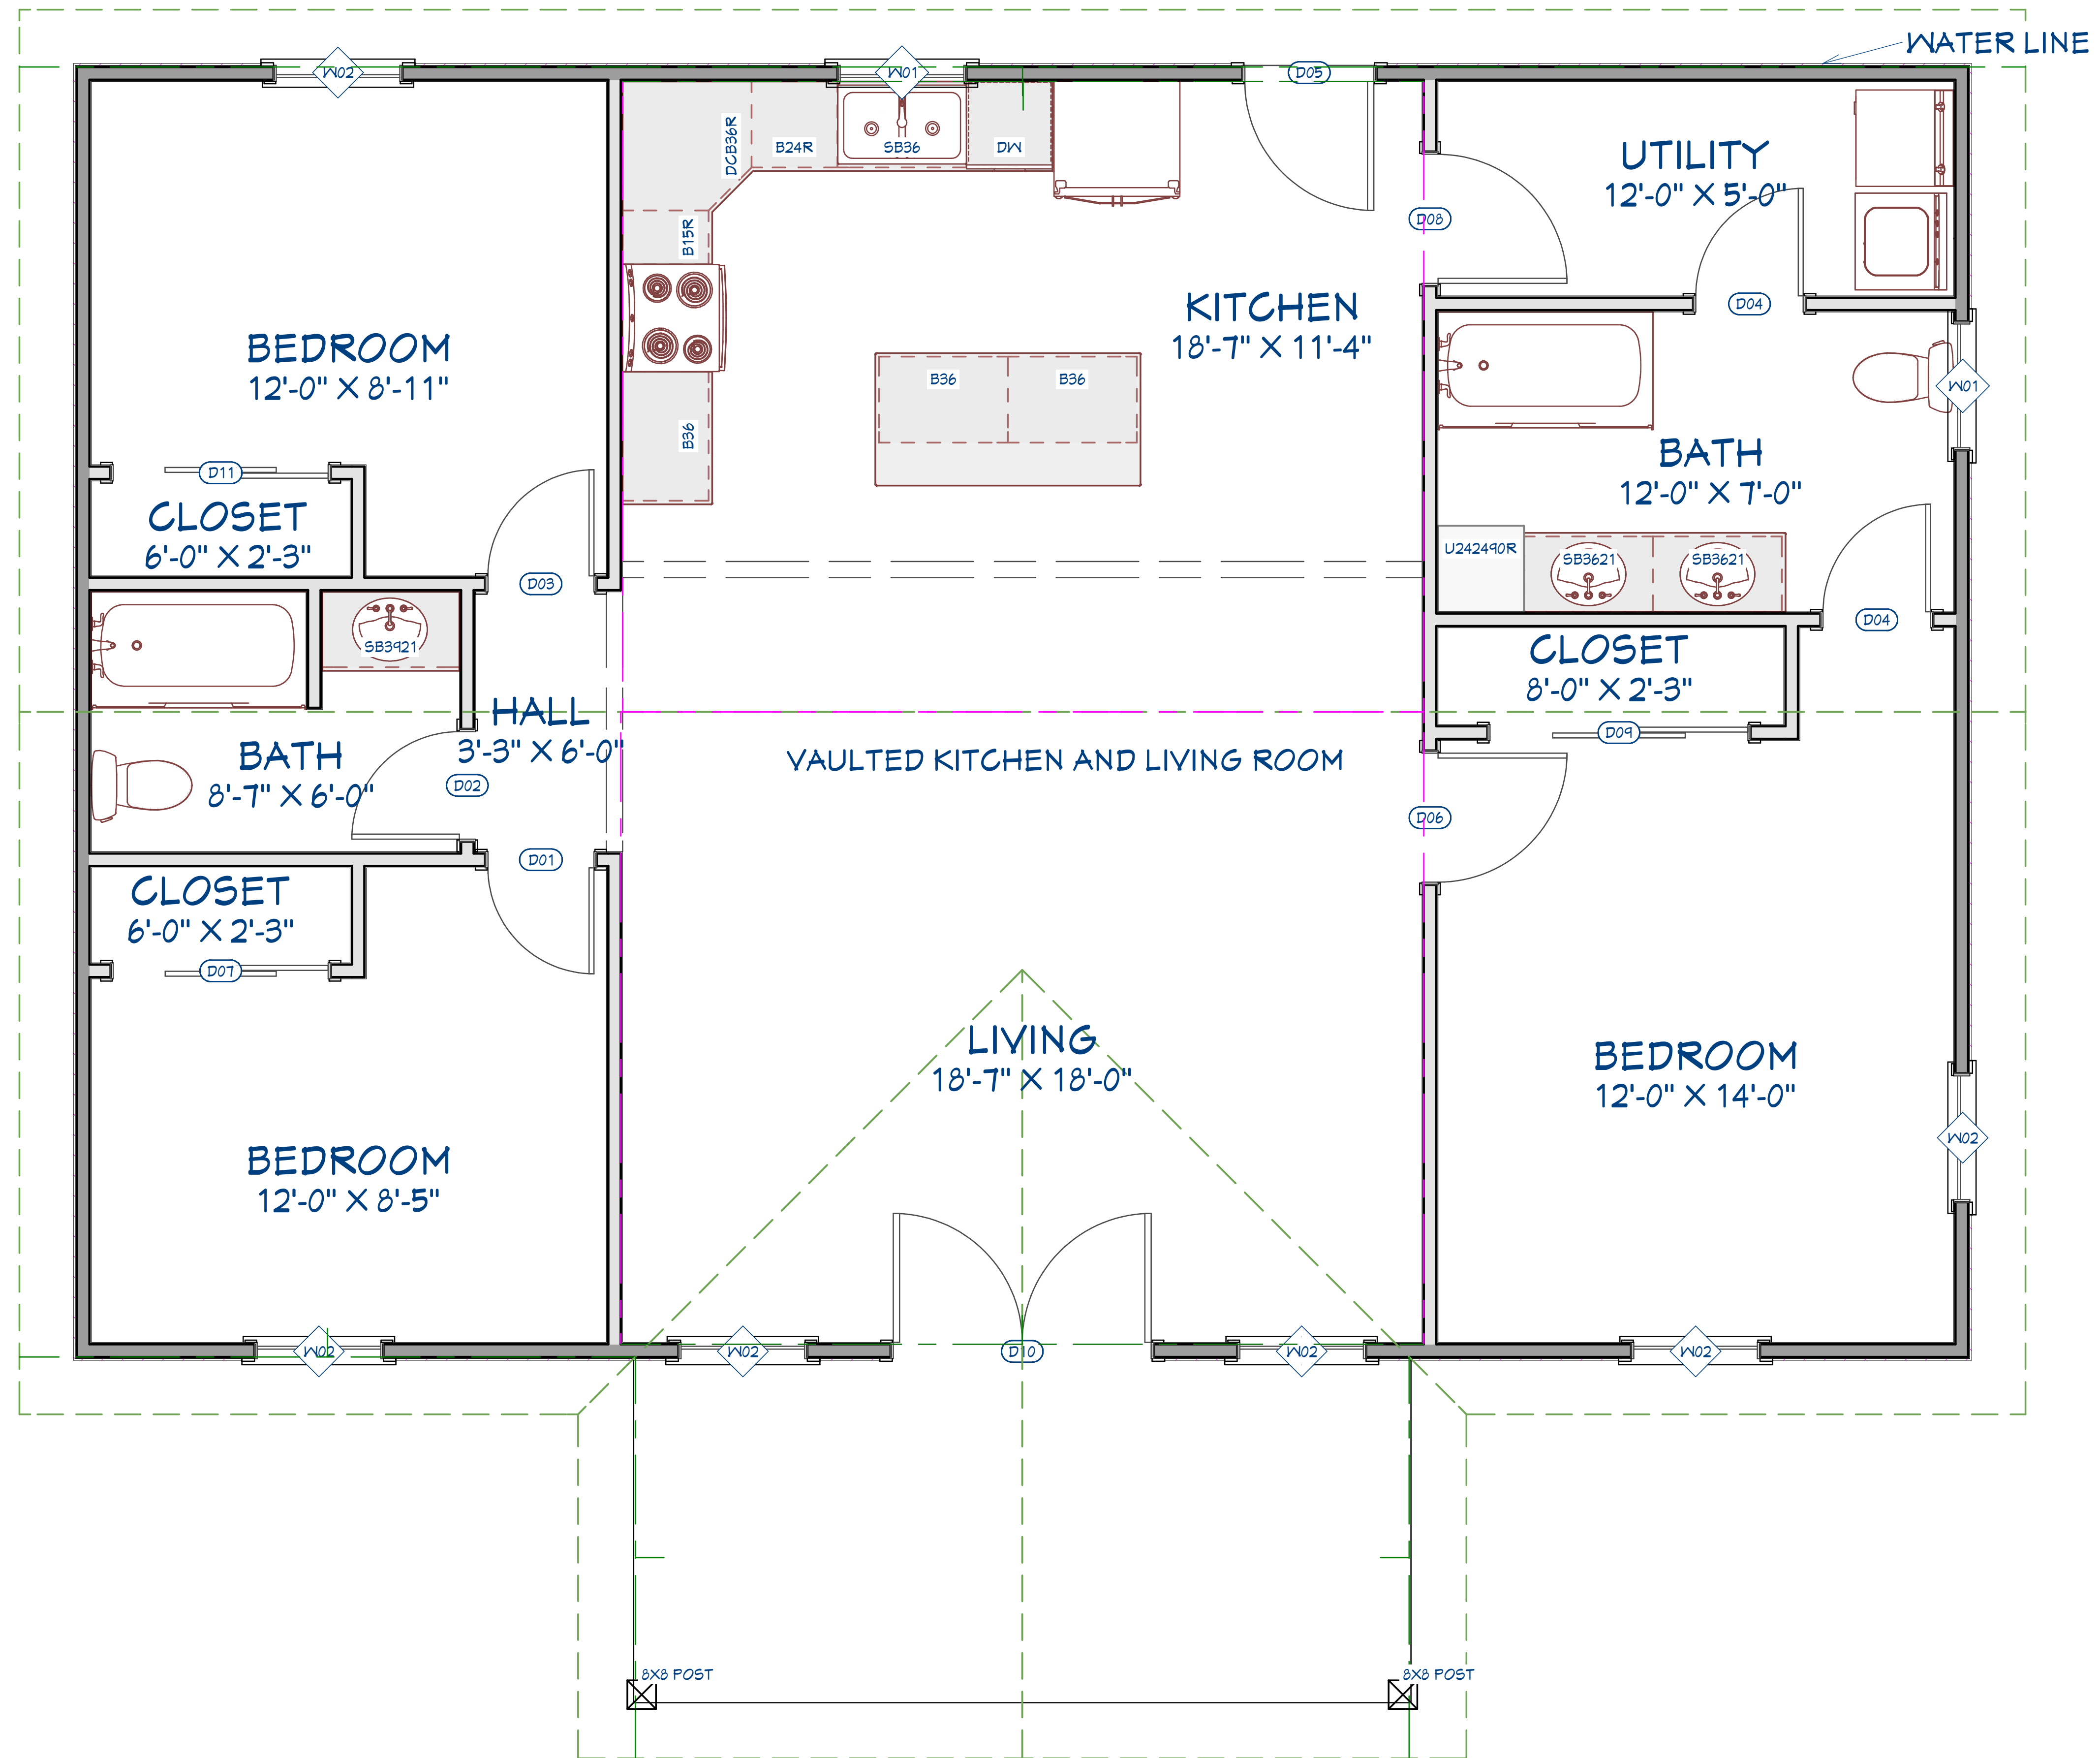 WATER LINE
W02
W01
D05
DCB36R
B24R
SB36
DW
UTILITY
12'-0" X 5'-0"
D08
B15R
KITCHEN
18'-7" X 11'-4"
D04
BEDROOM
12'-0" X 8'-11"
B36
B36
W01
B36
BATH
12'-0" X 7'-0"
D11
CLOSET
6'-0" X 2'-3"
U242490R
SB3621
SB3621
D03
D04
SB3921
CLOSET
8'-0" X 2'-3"
HALL
3'-3" X 6'-0"
D09
BATH
8'-7" X 6'-0"
D02
VAULTED KITCHEN AND LIVING ROOM
D06
D01
CLOSET
6'-0" X 2'-3"
D07
LIVING
18'-7" X 18'-0"
BEDROOM
12'-0" X 14'-0"
W02
BEDROOM
12'-0" X 8'-5"
W02
W02
D10
W02
W02
8X8 POST
8X8 POST